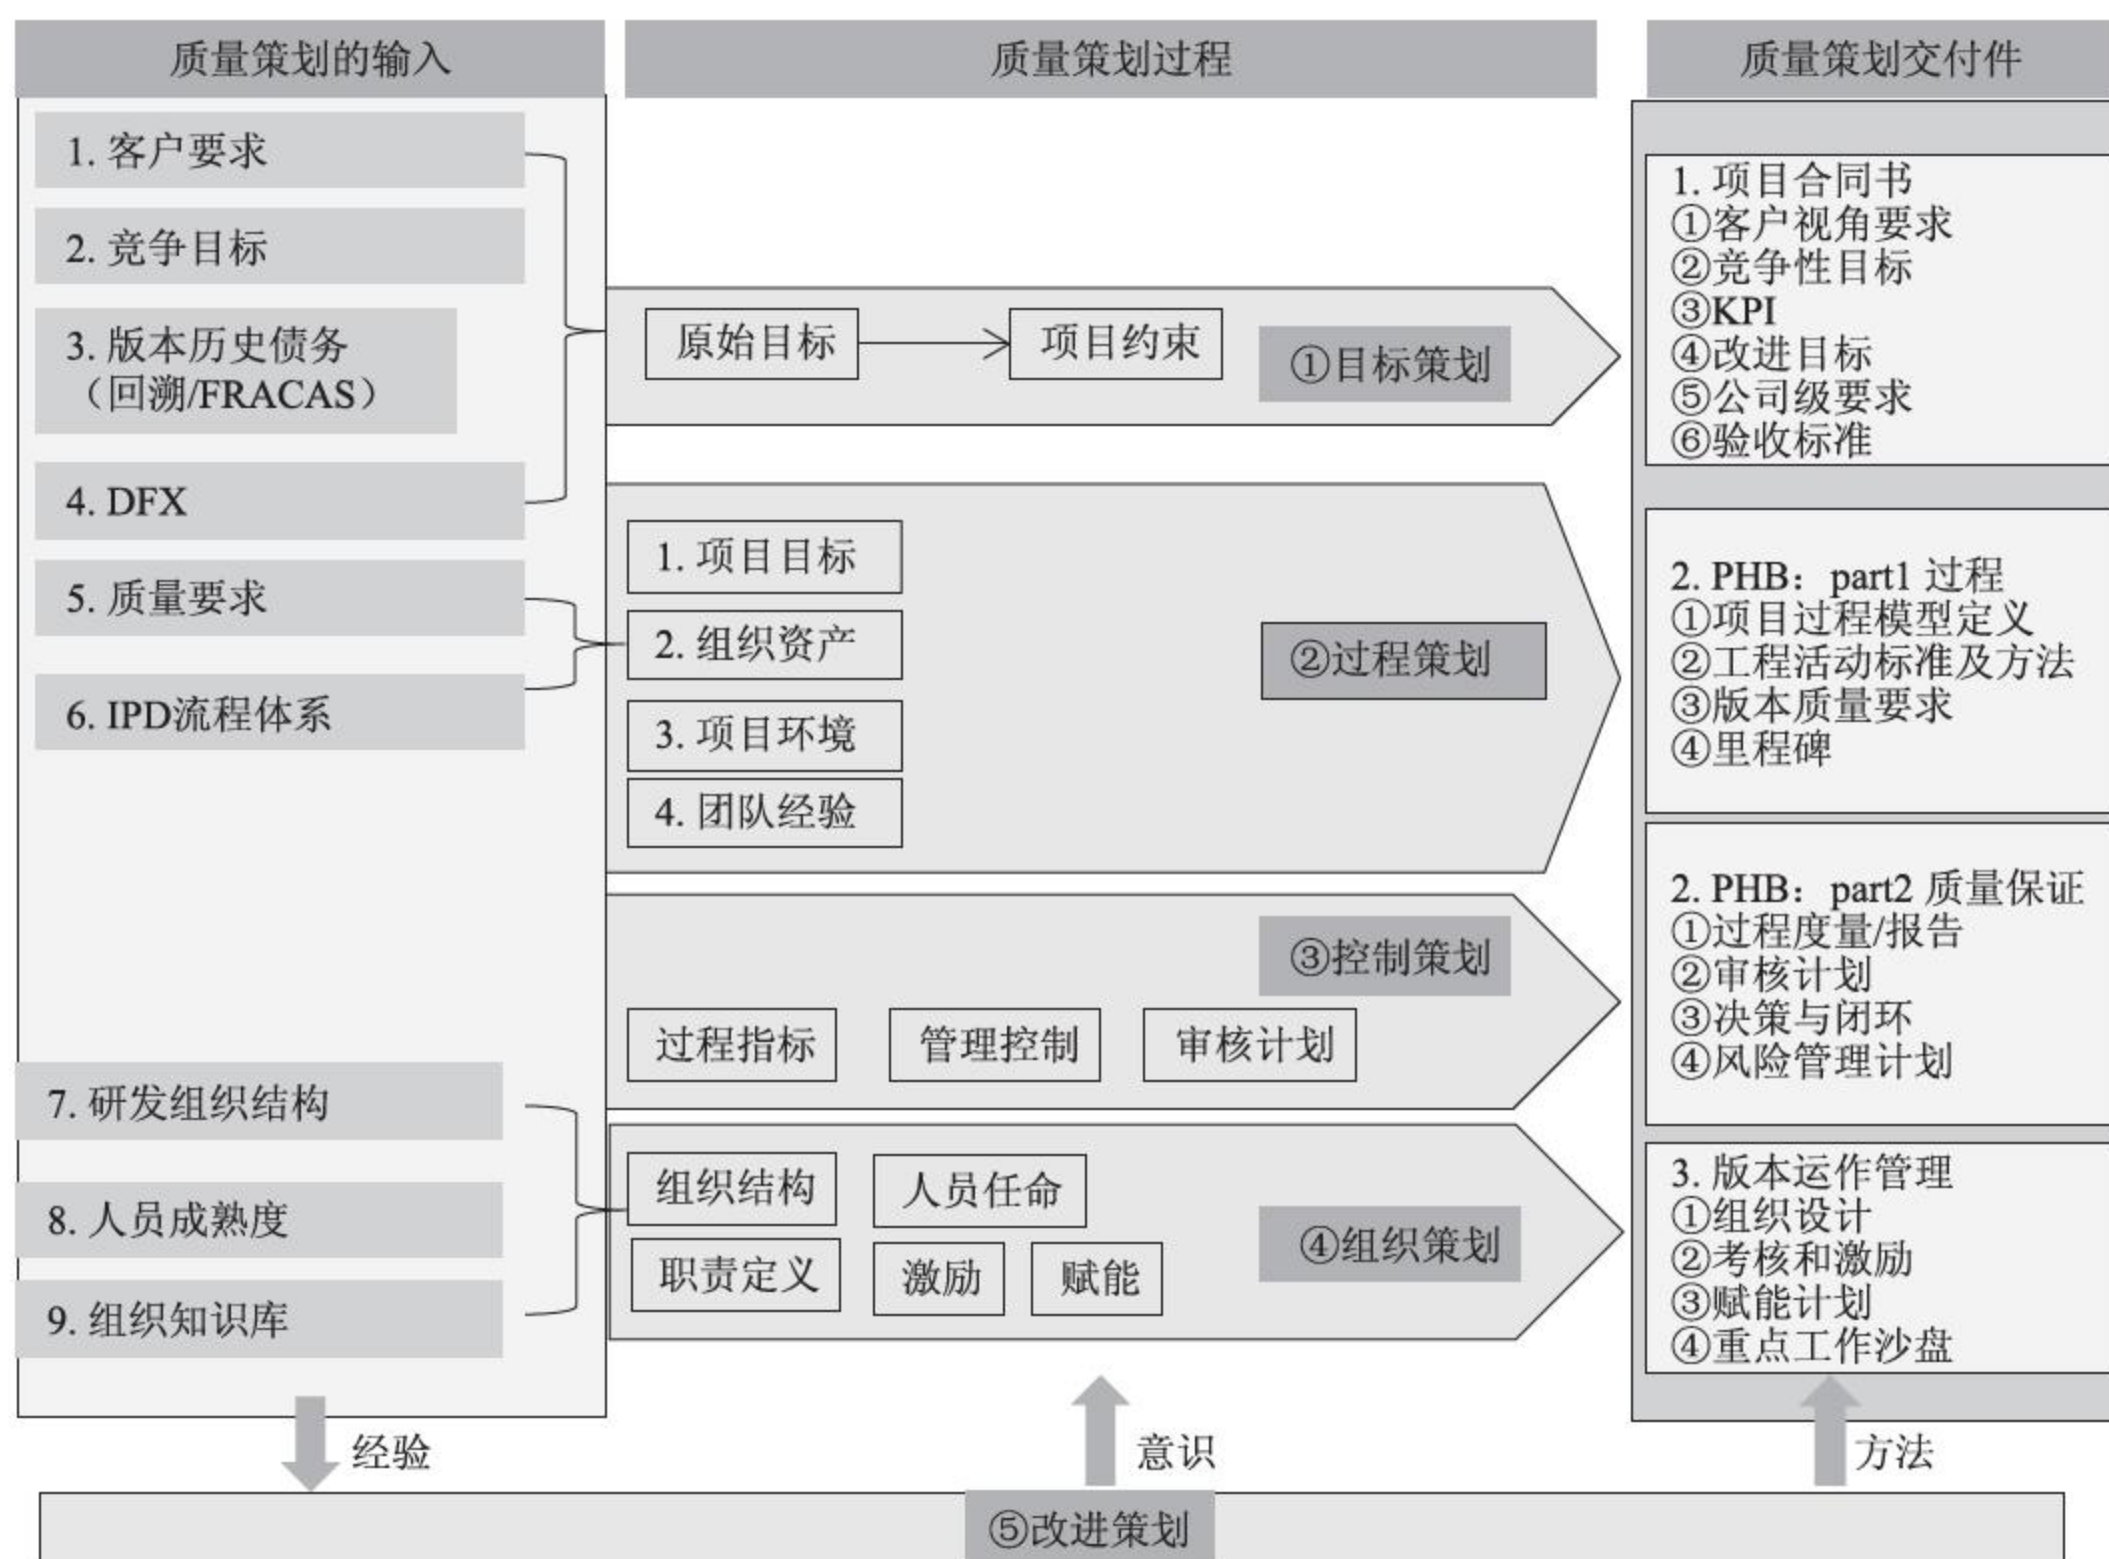 质量策划的输入
1. 客户要求
2. 竞争目标
3. 版本历史债务
（回溯/FRACAS）
4. DFX
5. 质量要求
6. IPD流程体系
7. 研发组织结构
8. 人员成熟度
9. 组织知识库
质量策划过程
原始目标
项目约束
①目标策划
1. 项目目标
2. 组织资产
3. 项目环境
4. 团队经验
②过程策划
③控制策划
过程指标
管理控制
审核计划
组织结构
人员任命
职责定义
激励
赋能
④组织策划
质量策划交付件
1. 项目合同书
①客户视角要求
②竞争性目标
③KPI
④改进目标
⑤公司级要求
⑥验收标准
2. PHB：part1 过程
①项目过程模型定义
②工程活动标准及方法
③版本质量要求
④里程碑
2. PHB：part2 质量保证
①过程度量/报告
②审核计划
③决策与闭环
④风险管理计划
3. 版本运作管理
①组织设计
②考核和激励
③赋能计划
④重点工作沙盘
经验
意识
方法
⑤改进策划